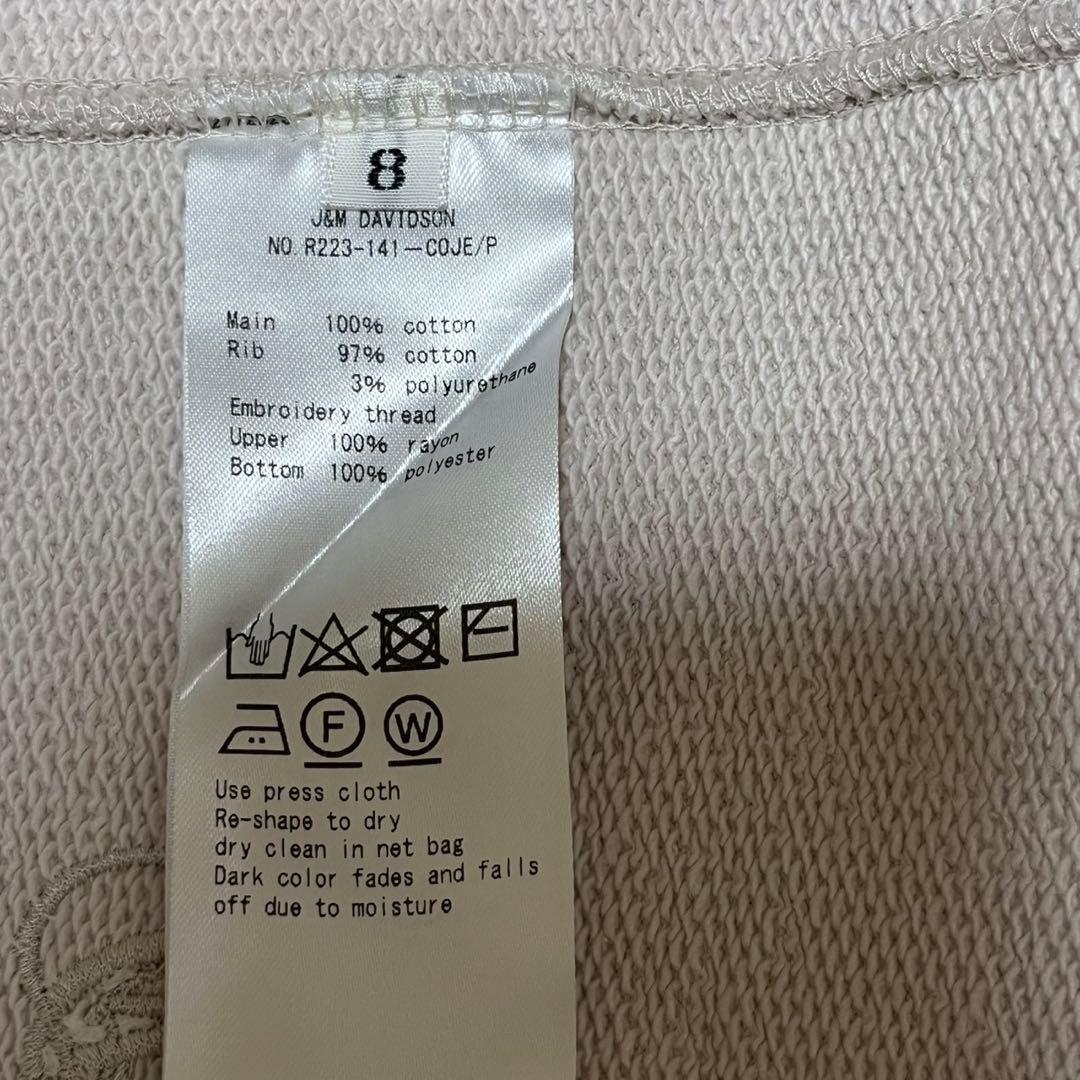 8
J&M DAVIDSON
NO. R223-141-COJE/P
Main 100% cotton
Rib 97% cotton
3% polyurethane
Embroidery thread
Upper 100% rayon
Bottom 100% polyester
F W
Use press cloth
Re-shape to dry
dry clean in net bag
Dark color fades and falls
off due to moisture